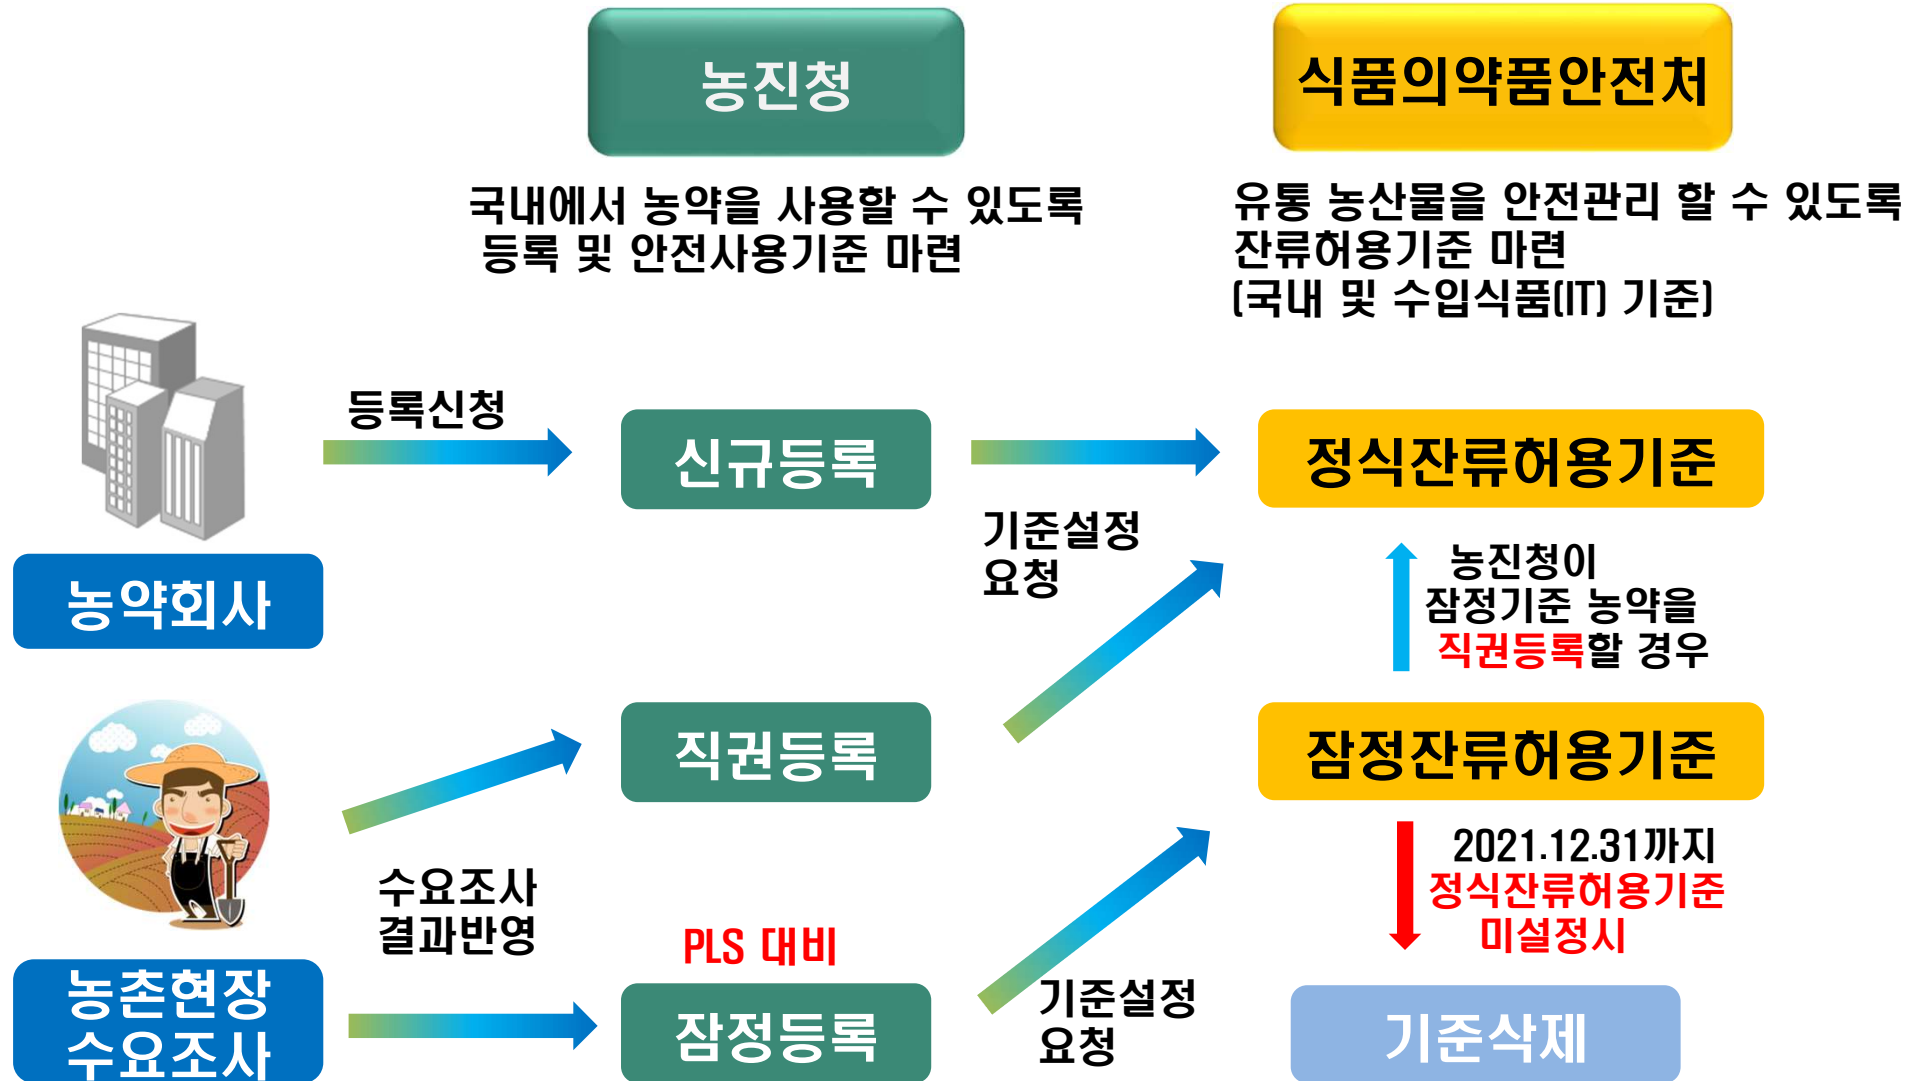 농진청
식품의약품안전처
국내에서 농약을 사용할 수 있도록
등록 및 안전사용기준 마련
유통 농산물을 안전관리 할 수 있도록
잔류허용기준 마련
(국내 및 수입식품(IT) 기준)
등록신청
신규등록
정식잔류허용기준
기준설정
요청
농약회사
농진청이
잠정기준 농약을
직권등록할 경우
직권등록
잠정잔류허용기준
수요조사
결과반영
2021.12.31까지
정식잔류허용기준
미설정시
PLS 대비
농촌현장
수요조사
잠정등록
기준설정
요청
기준삭제